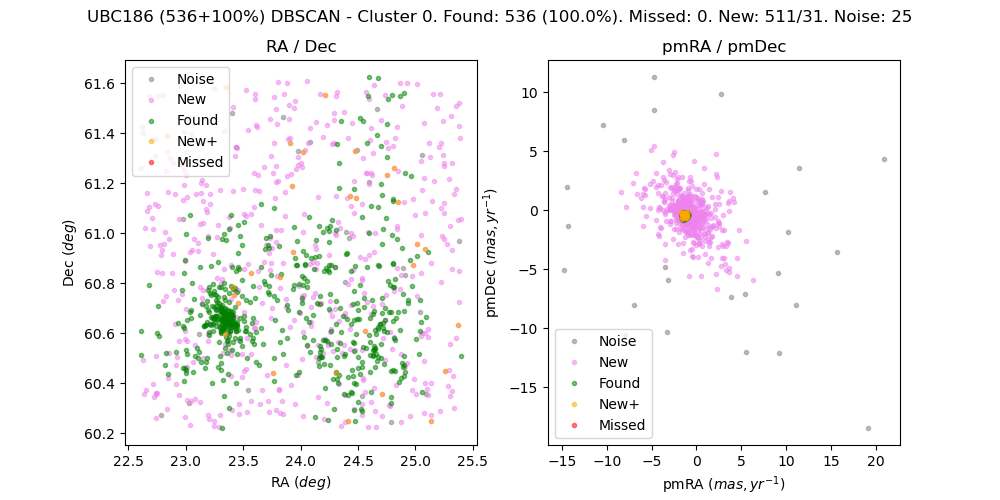 UBC186 (536+100%) DBSCAN - Cluster 0. Found: 536 (100.0%). Missed: 0. New: 511/31. Noise: 25
RA / Dec
61.6
61.4
61.2
61.0
60.8
60.6
60.4
60.2
Dec (deg)
22.5 23.0 23.5 24.0 24.5 25.0 25.5
RA (deg)
Noise
New
Found
New+
Missed
pmRA / pmDec
10
5
0
−5
−10
−15
pmDec (mas, yr⁻¹)
−15 −10 −5 0 5 10 15 20
pmRA (mas, yr⁻¹)
Noise
New
Found
New+
Missed